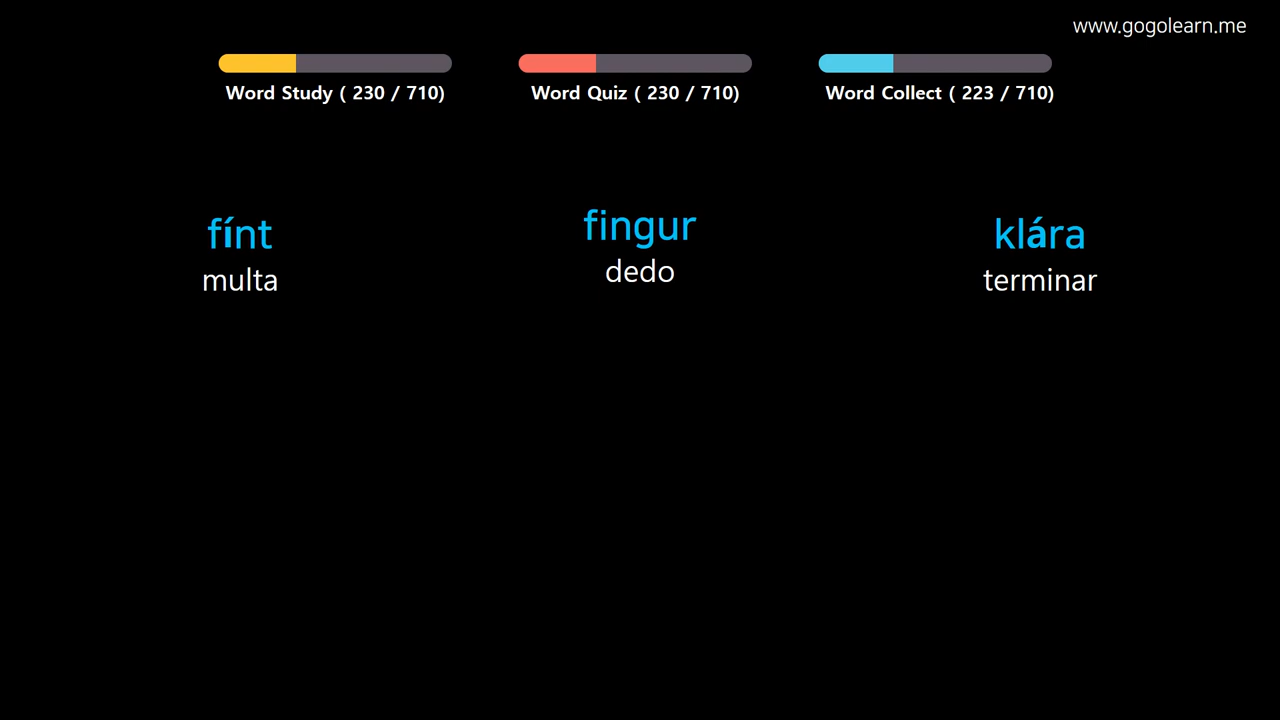 www.gogolearn.me
Word Study ( 230 / 710)
Word Quiz ( 230 / 710)
Word Collect ( 223 / 710)
fínt
multa
fingur
dedo
klára
terminar